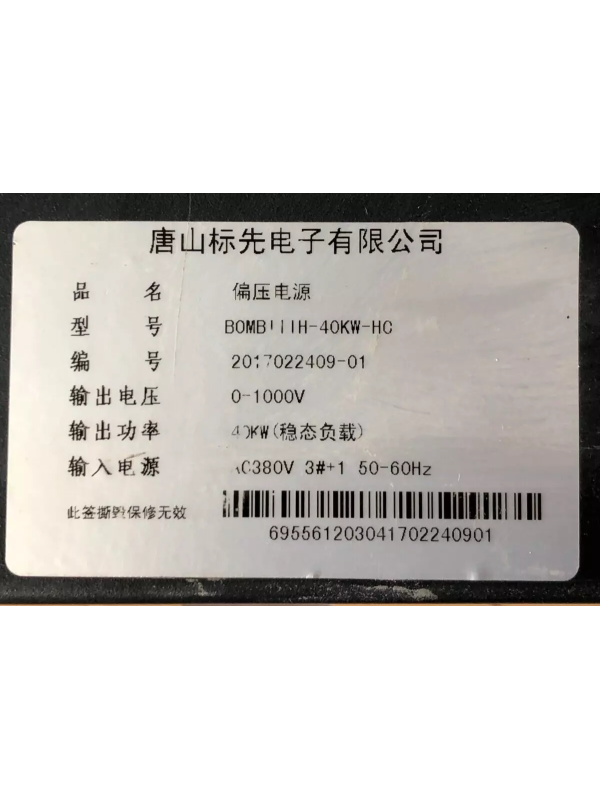 唐山标先电子有限公司
品 名 偏压电源
型 号 BOMBIIIH-40KW-HC
编 号 2017022409-01
输出电压 0-1000V
输出功率 40KW(稳态负载)
输入电源 AC380V 3#+1 50-60Hz
此签撕毁保修无效
695561203041702240901